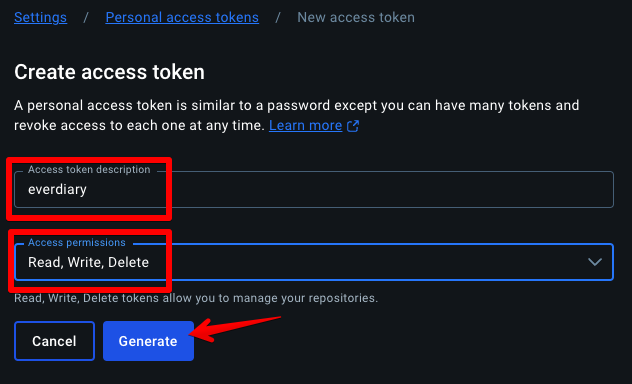 Settings / Personal access tokens / New access token
Create access token
A personal access token is similar to a password except you can have many tokens and
revoke access to each one at any time. Learn more
Access token description
everdiary
Access permissions
Read, Write, Delete
Read, Write, Delete tokens allow you to manage your repositories.
Cancel Generate